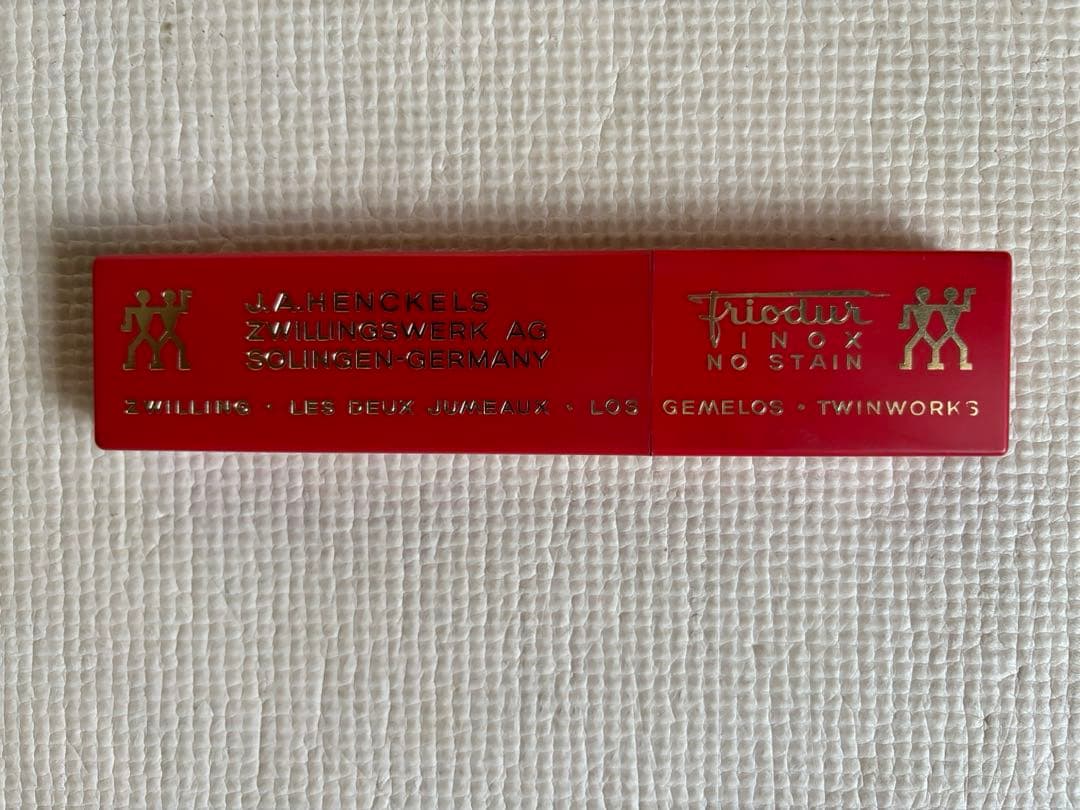 J.A.HENCKELS
ZWILLINGSWERK AG
SOLINGEN-GERMANY
friodur
INOX
NO STAIN
ZWILLING · LES DEUX JUMEAUX · LOS GEMELOS · TWINWORKS